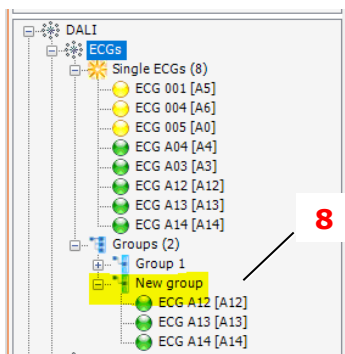 DALI
ECGs
Single ECGs (8)
ECG 001 [A5]
ECG 004 [A6]
ECG 005 [A0]
ECG A04 [A4]
ECG A03 [A3]
ECG A12 [A12]
ECG A13 [A13]
ECG A14 [A14]
Groups (2)
Group 1
New group
ECG A12 [A12]
ECG A13 [A13]
ECG A14 [A14]
8